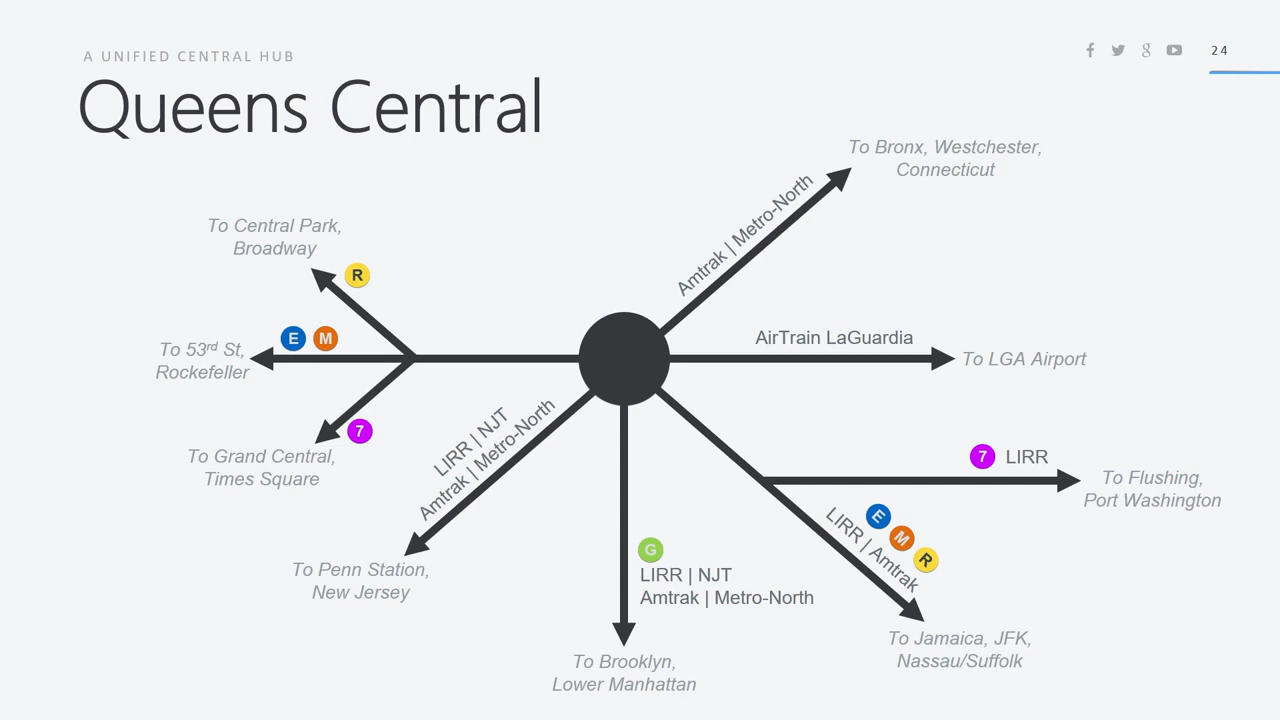 A UNIFIED CENTRAL HUB
24
Queens Central
To Bronx, Westchester,
Connecticut
Amtrak | Metro-North
To Central Park,
Broadway
R
E M
To 53rd St,
Rockefeller
AirTrain LaGuardia
To LGA Airport
7
To Grand Central,
Times Square
LIRR | NJT
Amtrak | Metro-North
To Penn Station,
New Jersey
7 LIRR
To Flushing,
Port Washington
E M R
LIRR | Amtrak
To Jamaica, JFK,
Nassau/Suffolk
G
LIRR | NJT
Amtrak | Metro-North
To Brooklyn,
Lower Manhattan